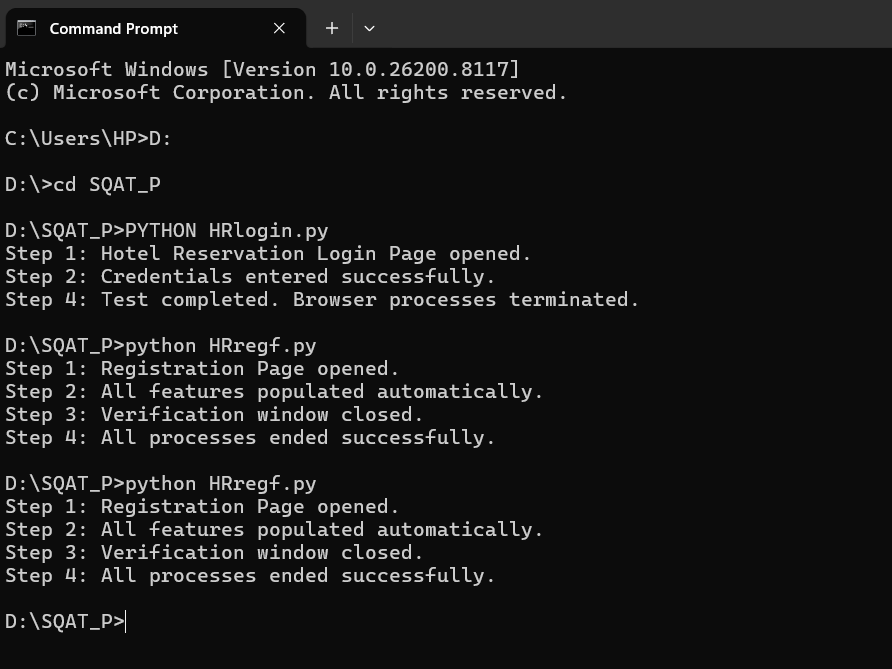 Command Prompt
Microsoft Windows [Version 10.0.26200.8117]
(c) Microsoft Corporation. All rights reserved.
C:\Users\HP>D:
D:\>cd SQAT_P
D:\SQAT_P>PYTHON HRlogin.py
Step 1: Hotel Reservation Login Page opened.
Step 2: Credentials entered successfully.
Step 4: Test completed. Browser processes terminated.
D:\SQAT_P>python HRregf.py
Step 1: Registration Page opened.
Step 2: All features populated automatically.
Step 3: Verification window closed.
Step 4: All processes ended successfully.
D:\SQAT_P>python HRregf.py
Step 1: Registration Page opened.
Step 2: All features populated automatically.
Step 3: Verification window closed.
Step 4: All processes ended successfully.
D:\SQAT_P>